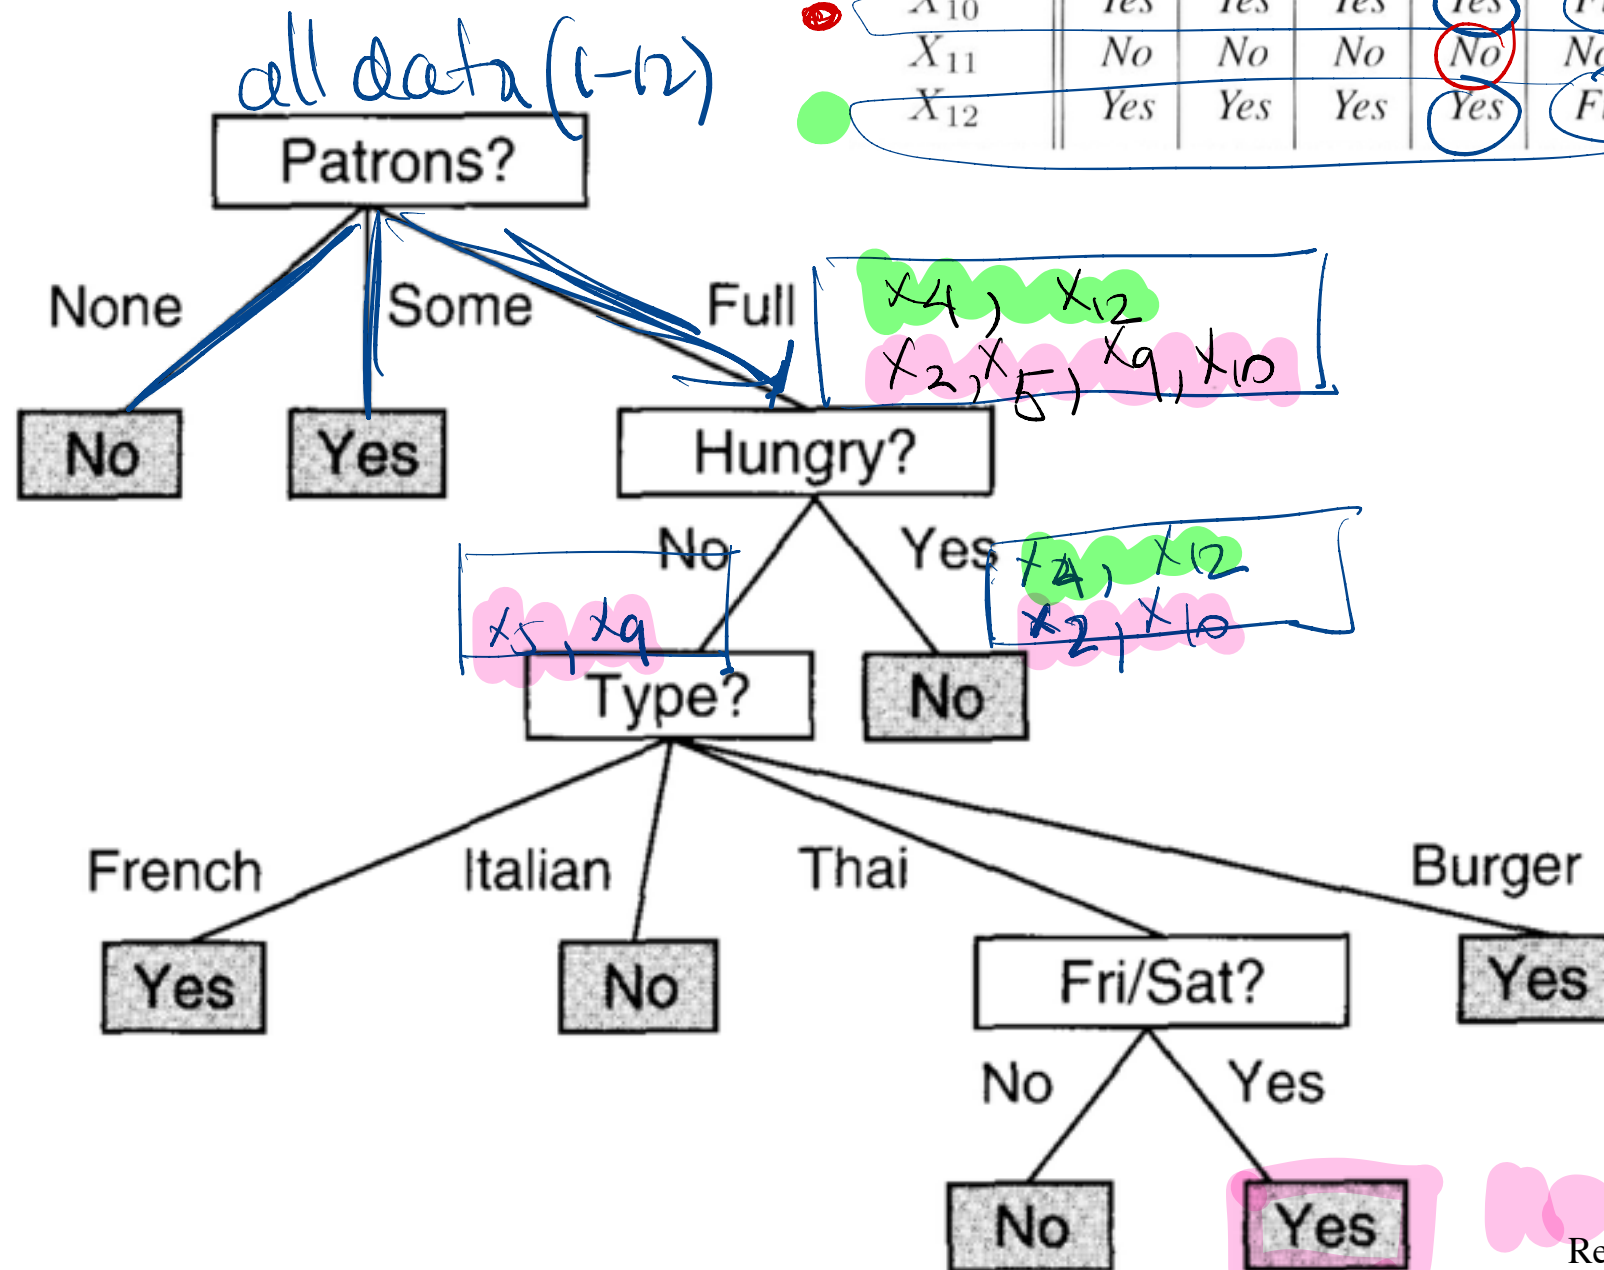 X10 Yes Yes Yes Yes
X11 No No No No
X12 Yes Yes Yes Yes
all data (1-12)
Patrons?
None Some Full
x4, x12
x2, x5, x9, x10
No Yes Hungry?
No Yes
x4, x12
x2, x10
x5, x9
Type? No
French Italian Thai Burger
Yes No Fri/Sat? Yes
No Yes
No Yes
Re